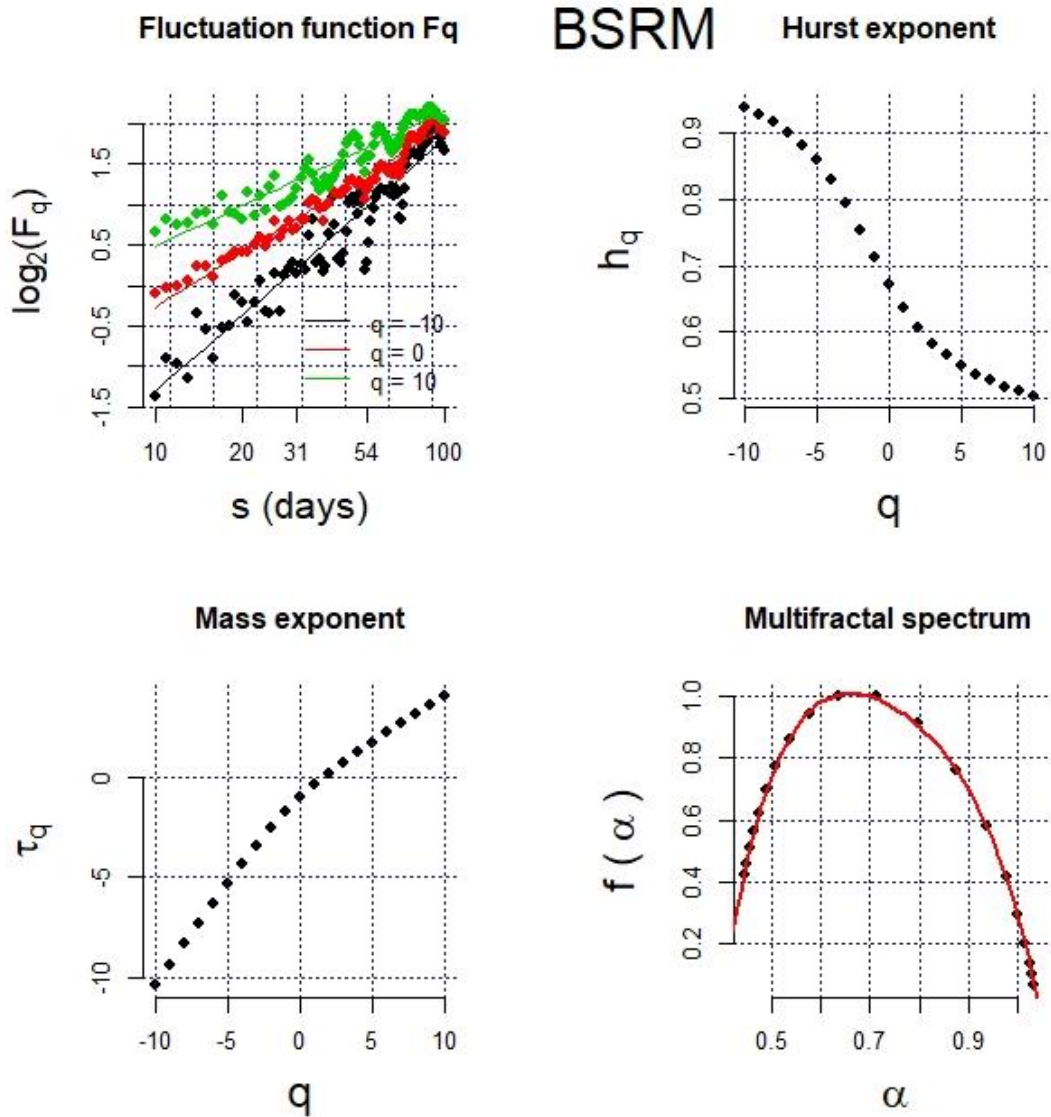 BSRM
Fluctuation function Fq
log₂(F_q)
1.5
0.5
-0.5
-1.5
q = -10
q = 0
q = 10
10 20 31 54 100
s (days)
Hurst exponent
h_q
0.9
0.8
0.7
0.6
0.5
-10 -5 0 5 10
q
Mass exponent
τ_q
0
-5
-10
-10 -5 0 5 10
q
Multifractal spectrum
f ( α )
1.0
0.8
0.6
0.4
0.2
0.5 0.7 0.9
α